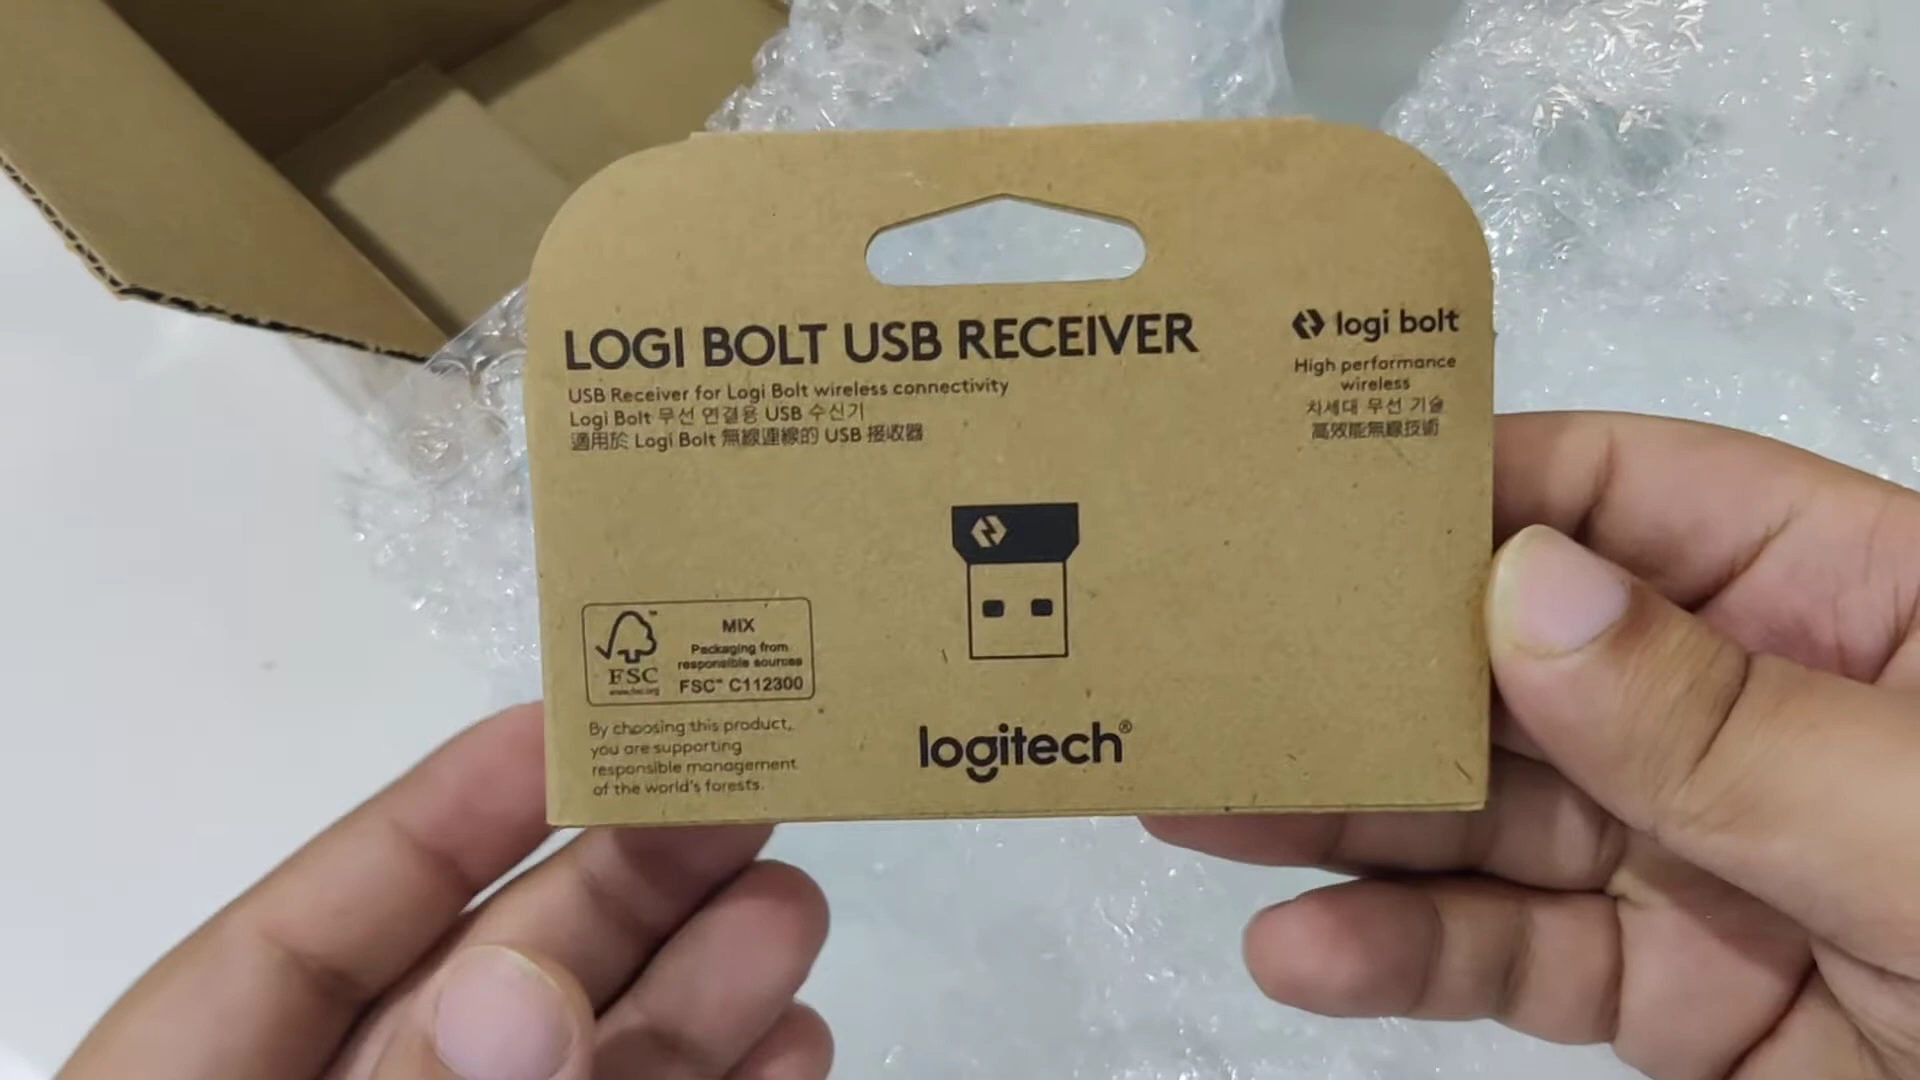 LOGI BOLT USB RECEIVER
USB Receiver for Logi Bolt wireless connectivity
Logi Bolt 무선 연결용 USB 수신기
適用於 Logi Bolt 無線連線的 USB 接收器
logi bolt
High performance
wireless
차세대 무선 기술
高效能無線技術
FSC
™
www.fsc.org
MIX
Packaging from
responsible sources
FSC™ C112300
By choosing this product,
you are supporting
responsible management
of the world's forests.
logitech®